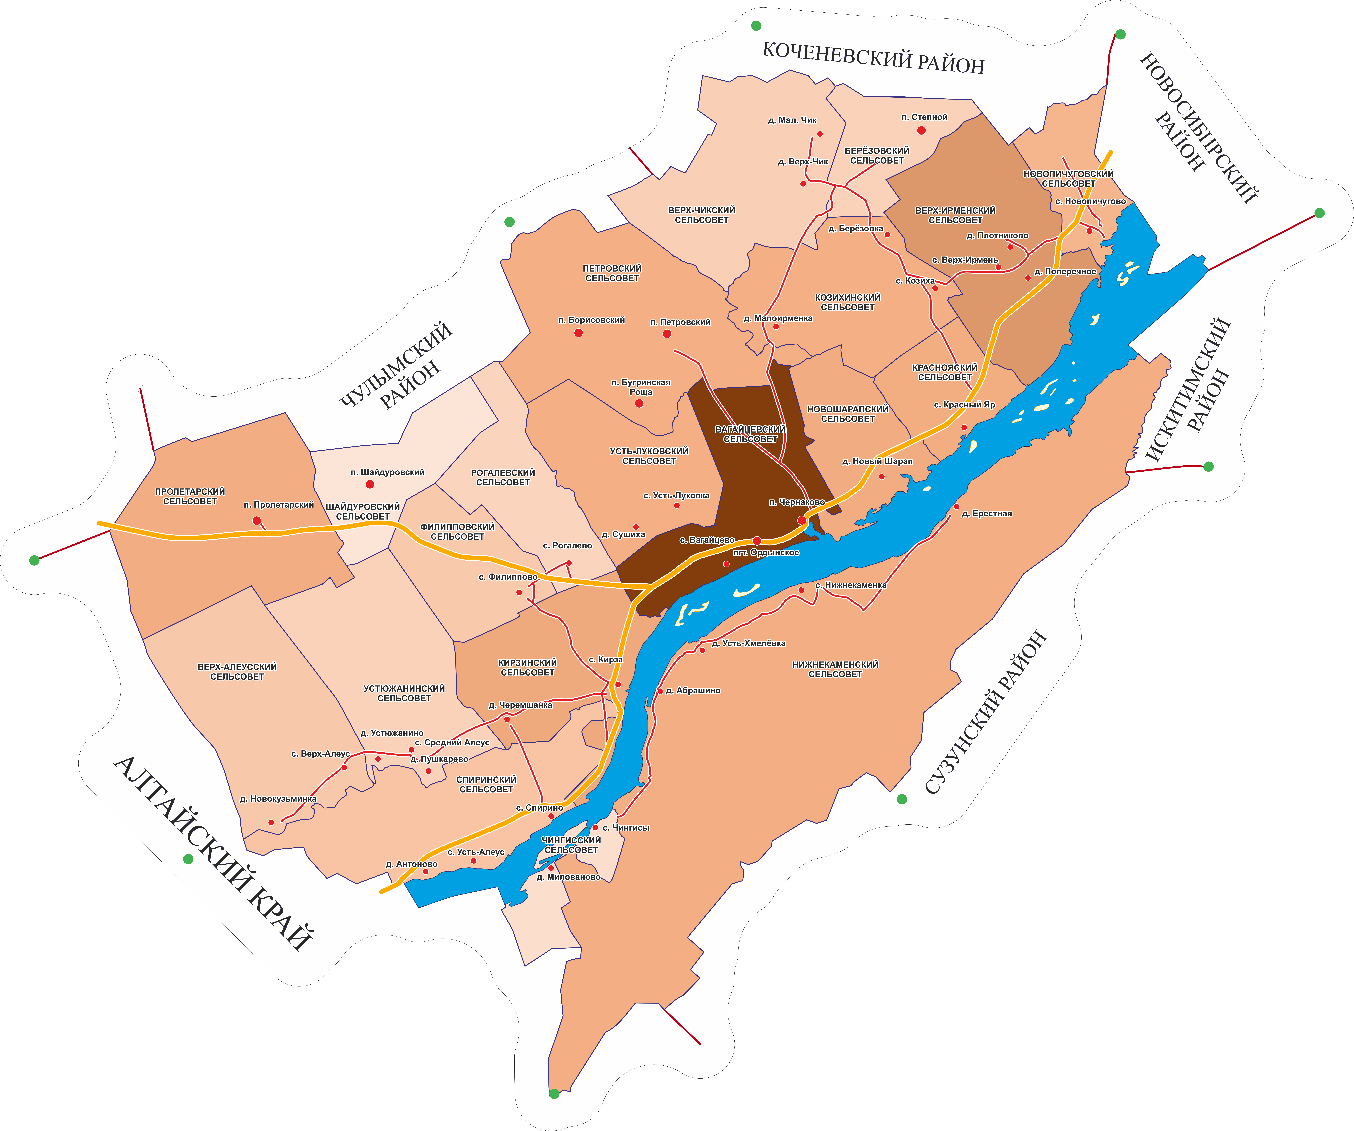 КОЧЕНЕВСКИЙ РАЙОН
НОВОСИБИРСКИЙ
РАЙОН
д. Мал. Чик
п. Степной
БЕРЁЗОВСКИЙ
СЕЛЬСОВЕТ
д. Верх-Чик
НОВОПИЧУГОВСКИЙ
СЕЛЬСОВЕТ
с. Новопичугово
ВЕРХ-ЧИКСКИЙ
СЕЛЬСОВЕТ
ВЕРХ-ИРМЕНСКИЙ
СЕЛЬСОВЕТ
д. Берёзовка
д. Плотниково
с. Верх-Ирмень
д. Поперечное
ПЕТРОВСКИЙ
СЕЛЬСОВЕТ
с. Козиха
КОЗИХИНСКИЙ
СЕЛЬСОВЕТ
п. Борисовский
п. Петровский
д. Малоирменка
ЧУЛЫМСКИЙ
РАЙОН
ИСКИТИМСКИЙ
РАЙОН
КРАСНОЯСКИЙ
СЕЛЬСОВЕТ
п. Бугринская
Роща
с. Красный Яр
НОВОШАРАПСКИЙ
СЕЛЬСОВЕТ
ВАГАЙЦЕВСКИЙ
СЕЛЬСОВЕТ
УСТЬ-ЛУКОВСКИЙ
СЕЛЬСОВЕТ
д. Новый Шарап
п. Шайдуровский
РОГАЛЕВСКИЙ
СЕЛЬСОВЕТ
ПРОЛЕТАРСКИЙ
СЕЛЬСОВЕТ
п. Пролетарский
ШАЙДУРОВСКИЙ
СЕЛЬСОВЕТ
с. Усть-Луковка
п. Чернаково
д. Ерестная
ФИЛИППОВСКИЙ
СЕЛЬСОВЕТ
д. Сушиха
с. Вагайцево
с. Рогалево
пгт. Ордынское
с. Филиппово
с. Нижнекаменка
д. Усть-Хмелёвка
НИЖНЕКАМЕНСКИЙ
СЕЛЬСОВЕТ
КИРЗИНСКИЙ
СЕЛЬСОВЕТ
с. Кирза
ВЕРХ-АЛЕУССКИЙ
СЕЛЬСОВЕТ
УСТЮЖАНИНСКИЙ
СЕЛЬСОВЕТ
д. Абрашино
д. Черемшанка
СУЗУНСКИЙ РАЙОН
д. Устюжанино
с. Средний Алеус
с. Верх-Алеус
д. Пушкарево
СПИРИНСКИЙ
СЕЛЬСОВЕТ
д. Новокузьминка
с. Спирино
с. Чингисы
ЧИНГИССКИЙ
СЕЛЬСОВЕТ
с. Усть-Алеус
д. Антоново
д. Милованово
АЛТАЙСКИЙ КРАЙ